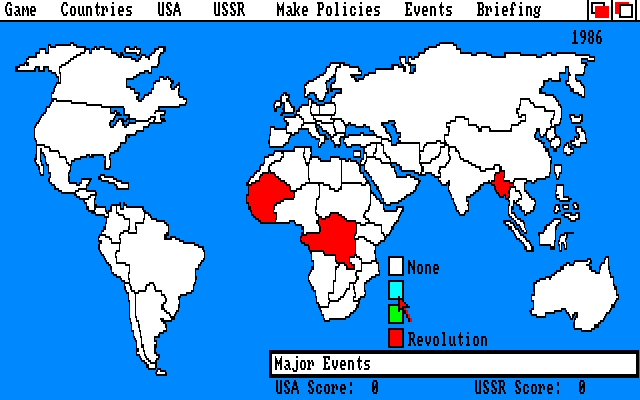 Game Countries USA USSR Make Policies Events Briefing
1986
None
Revolution
Major Events
USA Score: 0 USSR Score: 0